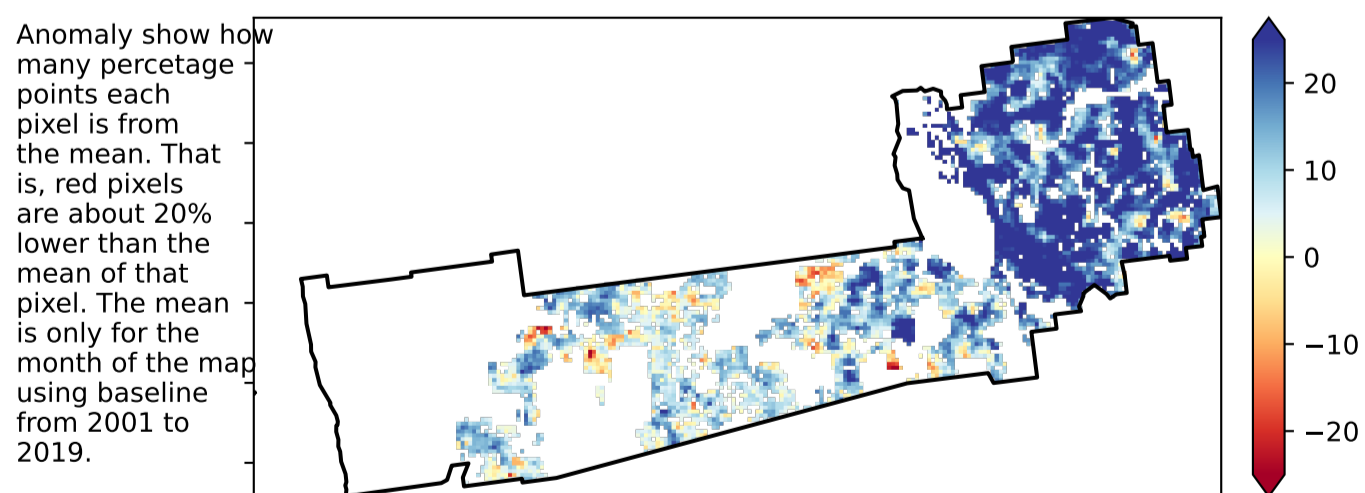 Anomaly show how
many percetage
points each
pixel is from
the mean. That
is, red pixels
are about 20%
lower than the
mean of that
pixel. The mean
is only for the
month of the map
using baseline
from 2001 to
2019.
20
10
0
−10
−20